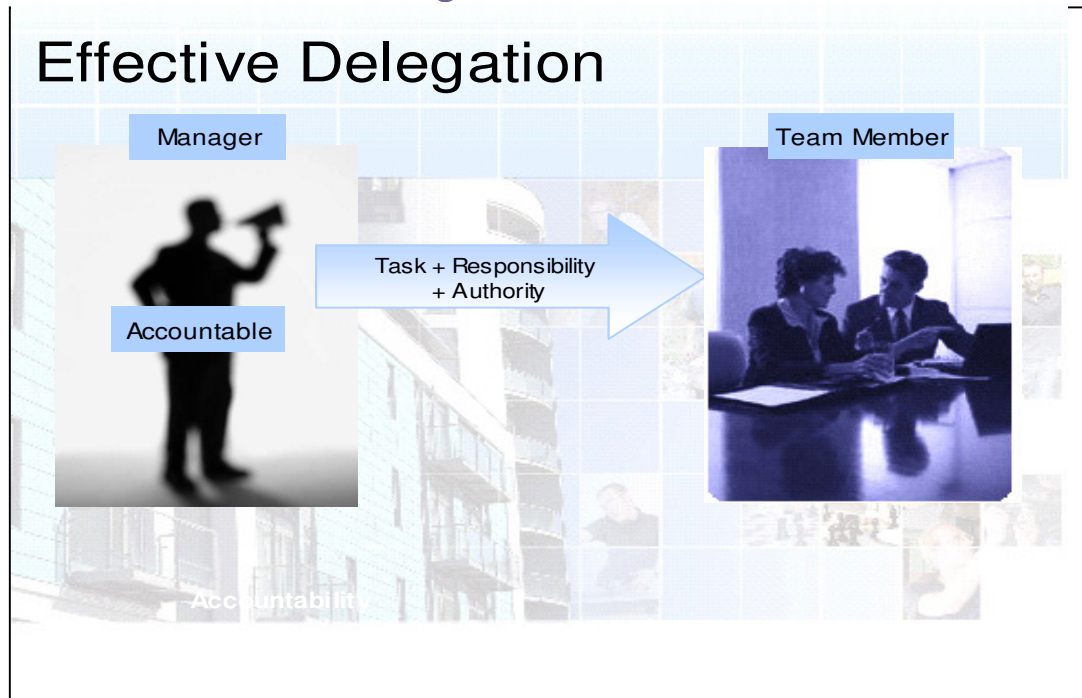 Effective Delegation
Manager
Team Member
Task + Responsibility
+ Authority
Accountable
Accountability